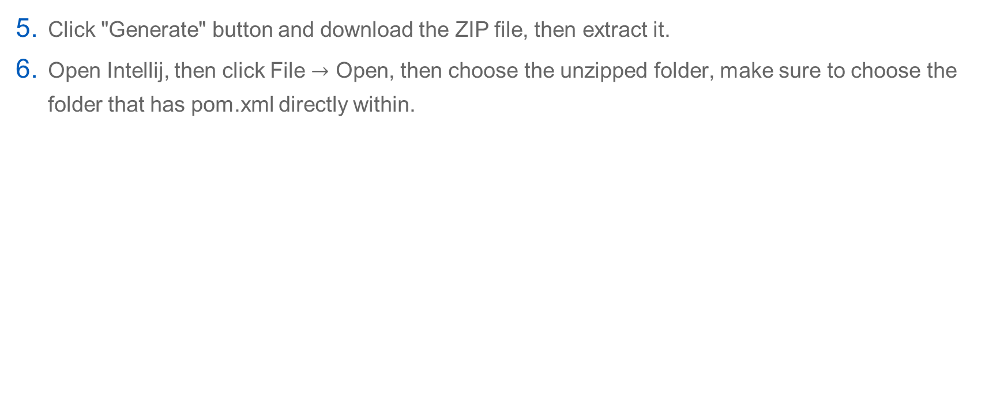 5. Click "Generate" button and download the ZIP file, then extract it.
6. Open Intellij, then click File → Open, then choose the unzipped folder, make sure to choose the
folder that has pom.xml directly within.